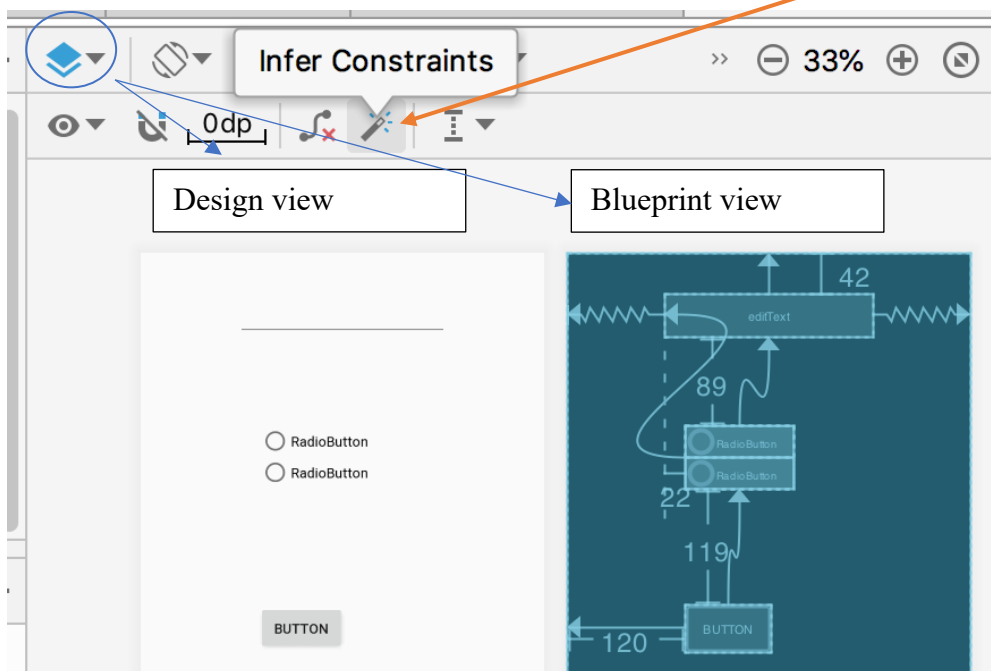 Infer Constraints
33%
0dp
Design view
Blueprint view
42
editText
89
RadioButton
RadioButton
RadioButton
RadioButton
22
119
BUTTON
BUTTON
120